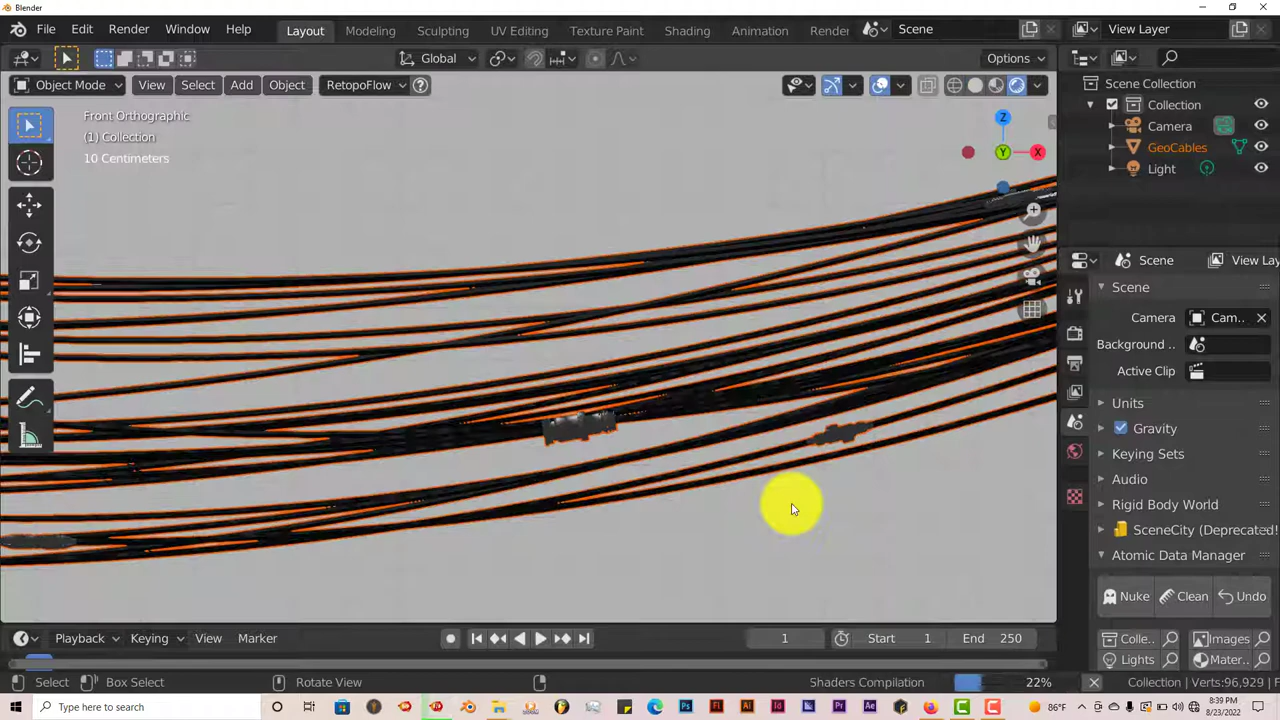 Blender
File Edit Render Window Help Layout Modeling Sculpting UV Editing Texture Paint Shading Animation Render Scene View Layer
Global Options
Object Mode View Select Add Object RetopoFlow
Front Orthographic
(1) Collection
10 Centimeters
Z
Y X
Scene Collection
Collection
Camera
GeoCables
Light
Scene View Lay
Scene
Camera Cam...
Background ..
Active Clip
Units
Gravity
Keying Sets
Audio
Rigid Body World
SceneCity (Deprecated!
Atomic Data Manager
Nuke Clean Undo
Colle.. Images
Lights Mater..
Playback Keying View Marker 1 Start 1 End 250
Select Box Select Rotate View Shaders Compilation 22% Collection | Verts:96,929 | F
Type here to search 86°F 8:39 PM
8/23/2022